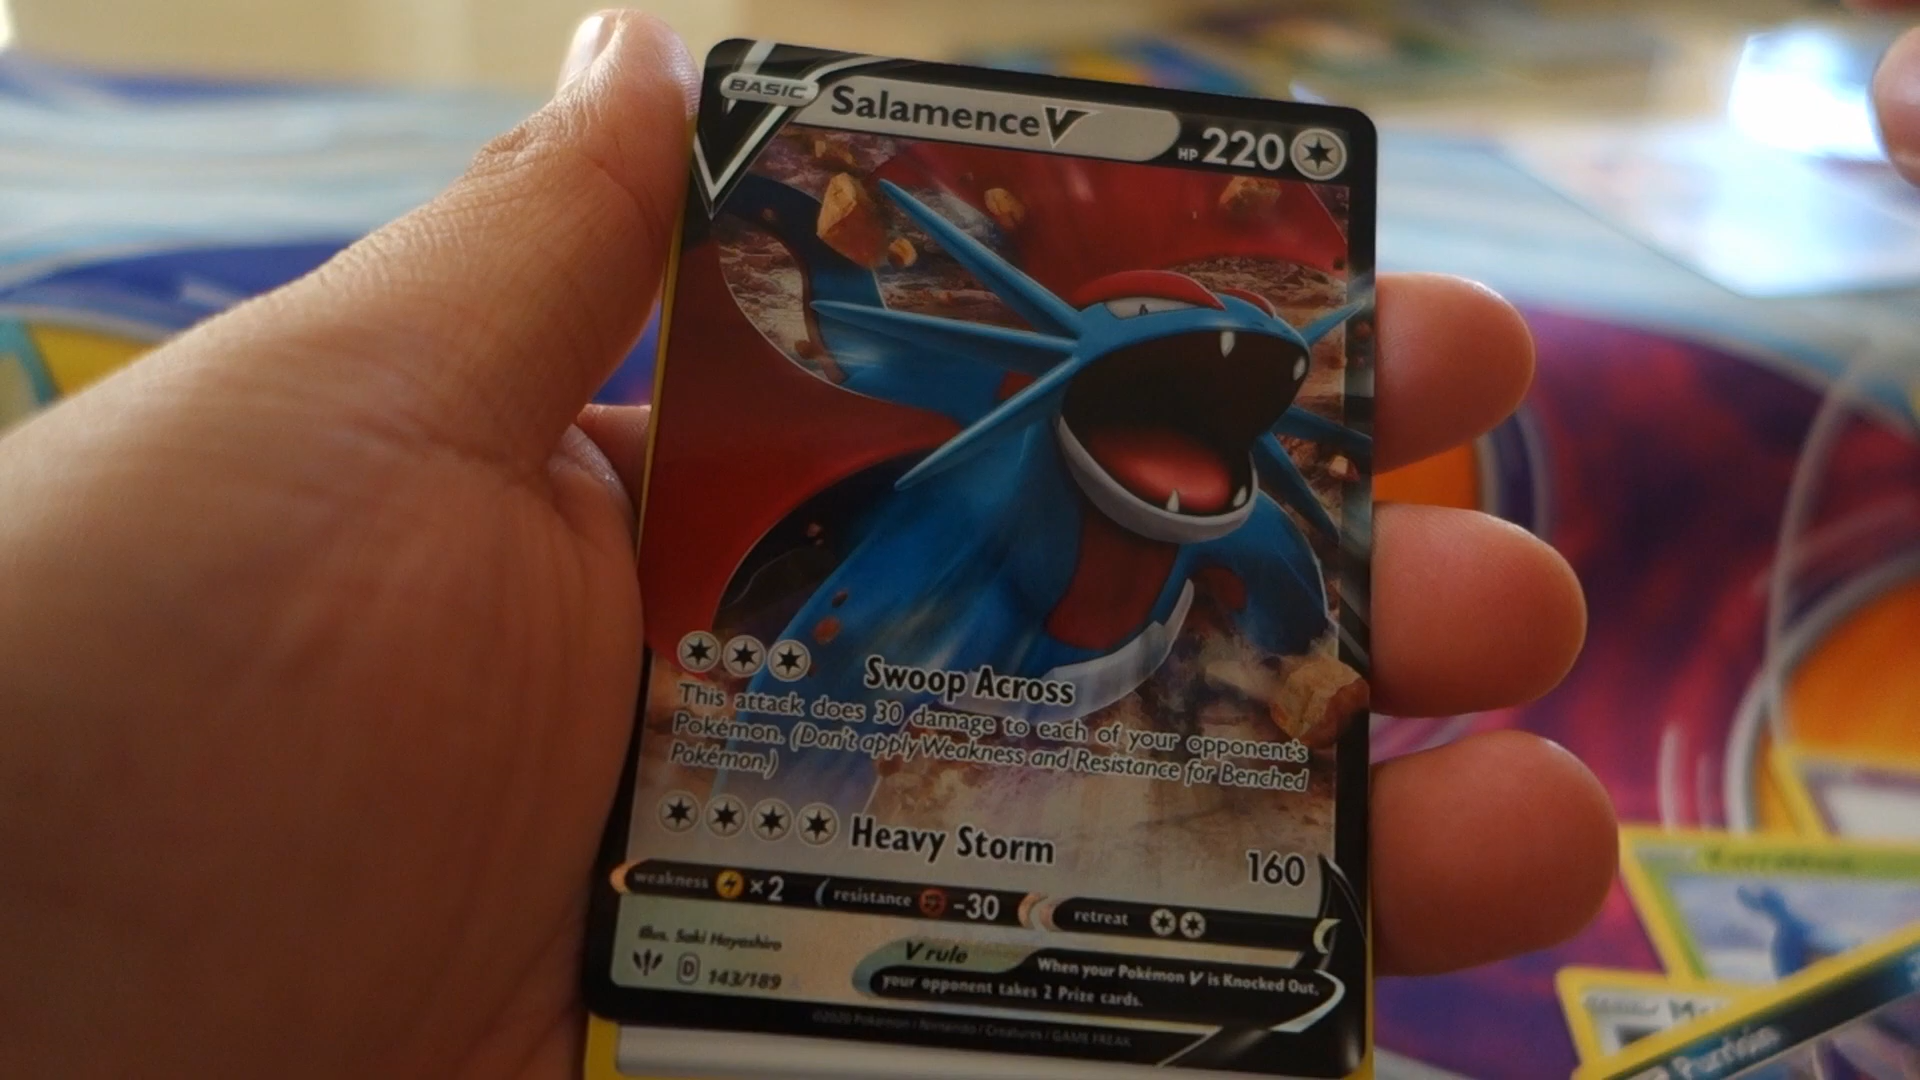 BASIC
Salamence V
HP 220
Swoop Across
This attack does 30 damage to each of your opponent's
Pokémon. (Don't apply Weakness and Resistance for Benched
Pokémon.)
Heavy Storm
160
weakness ×2 resistance -30 retreat
Illus. Saki Hayashiro
D 143/189
V rule
When your Pokémon V is Knocked Out,
your opponent takes 2 Prize cards.
©2020 Pokémon / Nintendo / Creatures / GAME FREAK